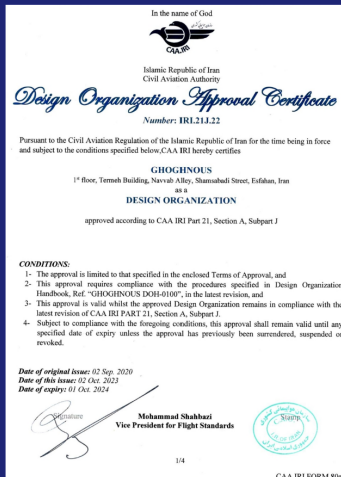 In the name of God
CAA.IRI
Islamic Republic of Iran
Civil Aviation Authority
Design Organization Approval Certificate
Number: IRI.21J.22
Pursuant to the Civil Aviation Regulation of the Islamic Republic of Iran for the time being in force
and subject to the conditions specified below,CAA IRI hereby certifies
GHOGHNOUS
1st floor, Termeh Building, Navvab Alley, Shamsabadi Street, Esfahan, Iran
as a
DESIGN ORGANIZATION
approved according to CAA IRI Part 21, Section A, Subpart J
CONDITIONS:
1- The approval is limited to that specified in the enclosed Terms of Approval, and
2- This approval requires compliance with the procedures specified in Design Organization
Handbook, Ref. “GHOGHNOUS DOH-0100”, in the latest revision, and
3- This approval is valid whilst the approved Design Organization remains in compliance with the
latest revision of CAA IRI PART 21, Section A, Subpart J.
4- Subject to compliance with the foregoing conditions, this approval shall remain valid until any
specified date of expiry unless the approval has previously been surrendered, suspended or
revoked.
Date of original issue: 02 Sep. 2020
Date of this issue: 02 Oct. 2023
Date of expiry: 01 Oct. 2024
Signature
Mohammad Shahbazi
Vice President for Flight Standards
Stamp
1/4
CAA IRI FORM 80